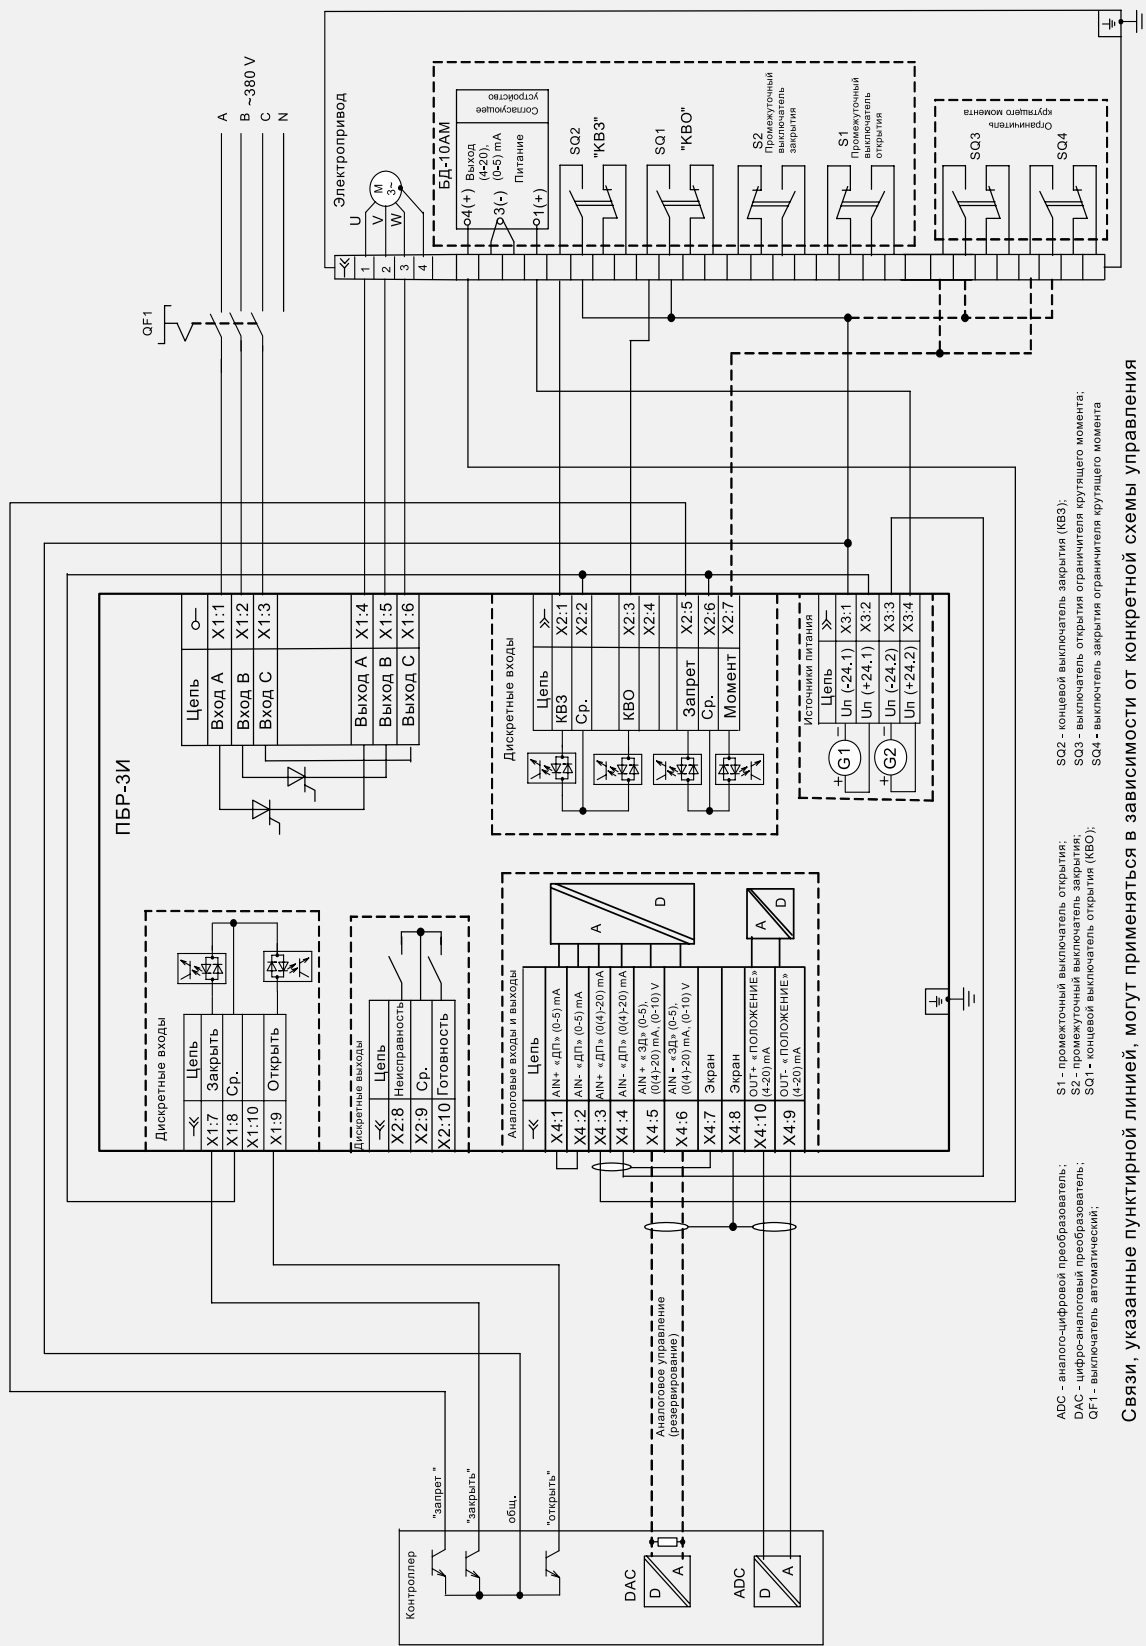 Электропривод
A
B
~380 V
C
N
QF1
U
V
W
M
3~
1
2
3
4
БД-10АМ
4(+)
3(-)
1(+)
Выход
(4-20),
(0-5) mA
Питание
Согласующее
устройство
SQ2
"КВЗ"
SQ1
"КВО"
S2
Промежуточный
выключатель
закрытия
S1
Промежуточный
выключатель
открытия
Ограничитель
крутящего момента
SQ3
SQ4
ПБР-3И
Цепь
Вход А X1:1
Вход В X1:2
Вход С X1:3
Выход А X1:4
Выход В X1:5
Выход С X1:6
Дискретные входы
Цепь
КВЗ X2:1
Ср. X2:2
КВО X2:3
X2:4
Запрет X2:5
Ср. X2:6
Момент X2:7
Источники питания
Цепь
Uп (-24.1) X3:1
Uп (+24.1) X3:2
Uп (-24.2) X3:3
Uп (+24.2) X3:4
+ G1 −
+ G2 −
Дискретные входы
Цепь
X1:7 Закрыть
X1:8 Ср.
X1:10
X1:9 Открыть
Дискретные выходы
Цепь
X2:8 Неисправность
X2:9 Ср.
X2:10 Готовность
Аналоговые входы и выходы
Цепь
X4:1 AIN+ «ДП» (0-5) mA
X4:2 AIN- «ДП» (0-5) mA
X4:3 AIN+ «ДП» (0(4)-20) mA
X4:4 AIN- «ДП» (0(4)-20) mA
X4:5 AIN + «ЗД» (0-5),
(0(4)-20) mA, (0-10) V
X4:6 AIN - «ЗД» (0-5),
(0(4)-20) mA, (0-10) V
X4:7 Экран
X4:8 Экран
X4:10 OUT+ «ПОЛОЖЕНИЕ»
(4-20) mA
X4:9 OUT- «ПОЛОЖЕНИЕ»
(4-20) mA
A
D
A
D
Аналоговое управление
(резервирование)
Контроллер
"запрет "
"закрыть"
общ.
"открыть"
DAC
D
A
ADC
D
A
ADC - аналого-цифровой преобразователь;
DAC - цифро-аналоговый преобразователь;
QF1 - выключатель автоматический;
S1 - промежточный выключатель открытия;
S2 - промежуточный выключатель закрытия;
SQ1 - концевой выключатель открытия (КВО);
SQ2 - концевой выключатель закрытия (КВЗ);
SQ3 - выключатель открытия ограничителя крутящего момента;
SQ4 - выключтель закрытия ограничителя крутящего момента
Связи, указанные пунктирной линией, могут применяться в зависимости от конкретной схемы управления